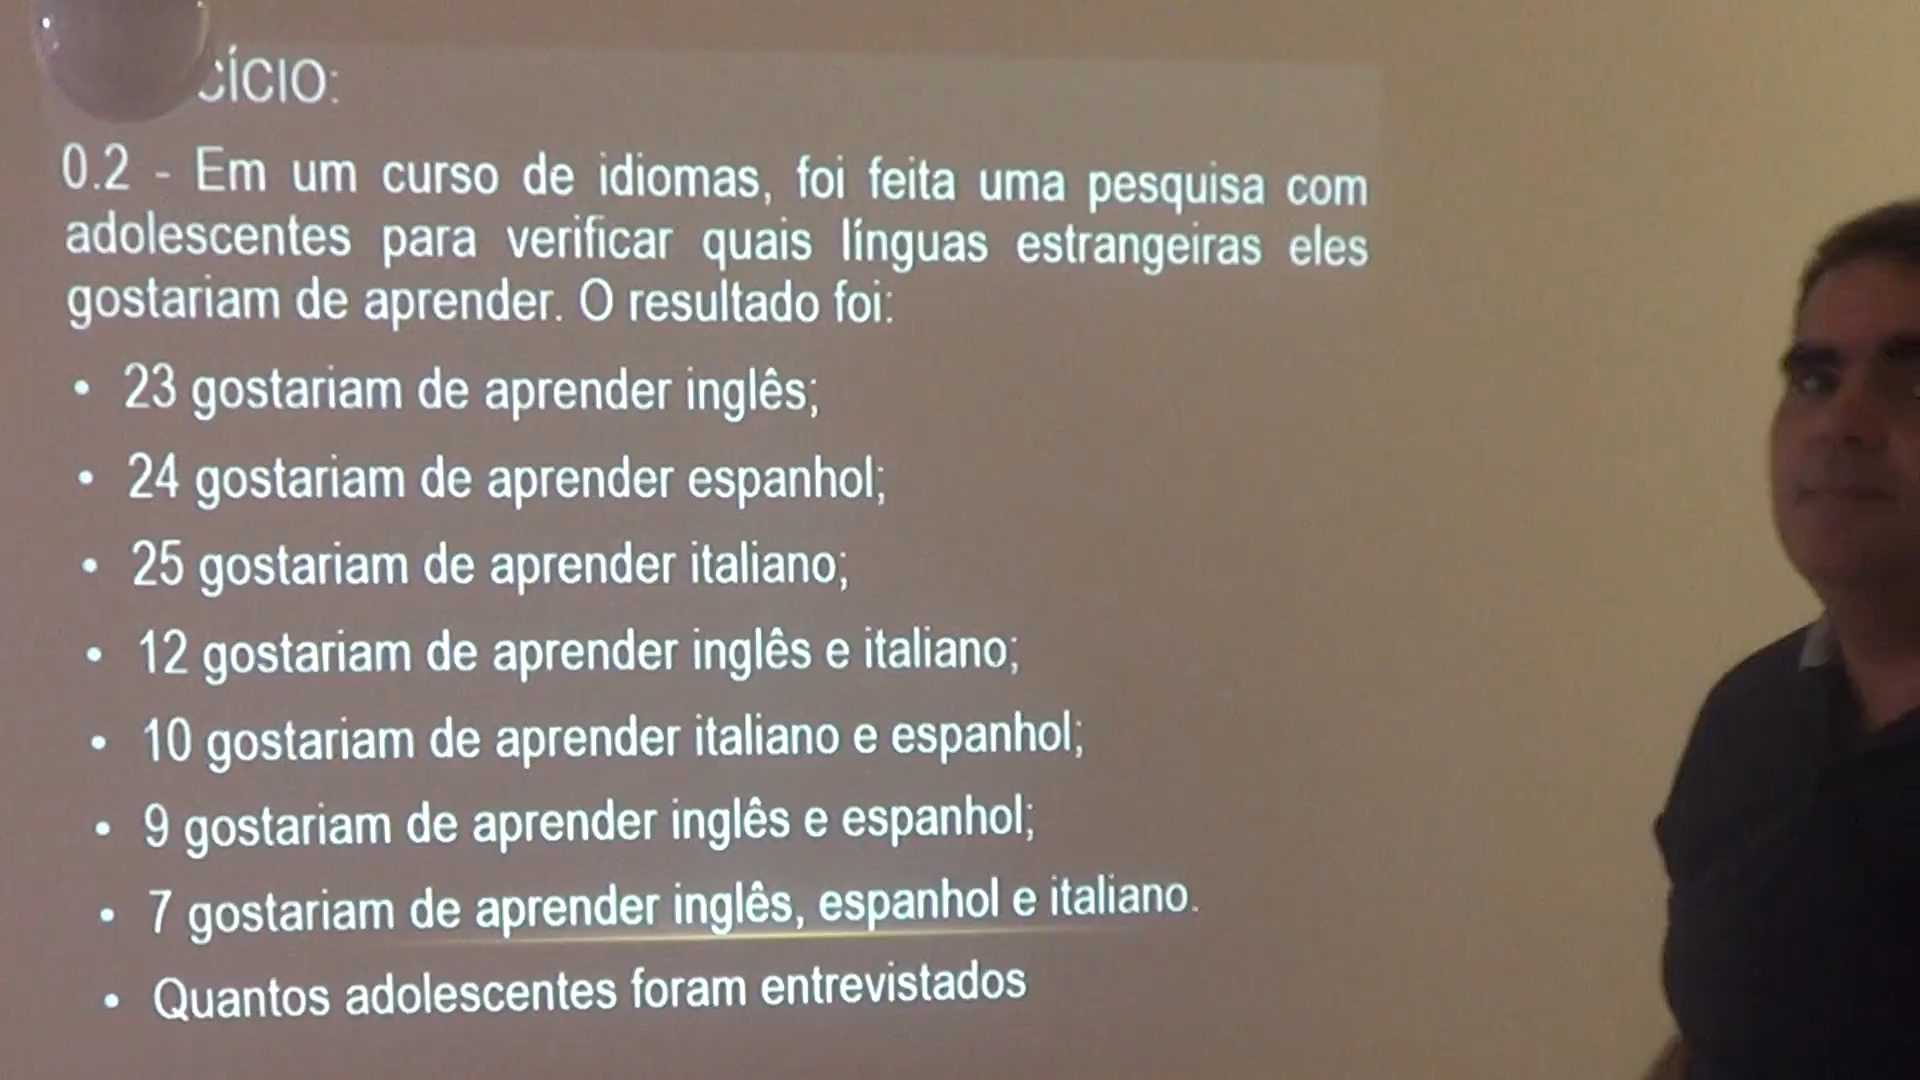 CÍCIO:
0.2 - Em um curso de idiomas, foi feita uma pesquisa com
adolescentes para verificar quais línguas estrangeiras eles
gostariam de aprender. O resultado foi:
• 23 gostariam de aprender inglês;
• 24 gostariam de aprender espanhol;
• 25 gostariam de aprender italiano;
• 12 gostariam de aprender inglês e italiano;
• 10 gostariam de aprender italiano e espanhol;
• 9 gostariam de aprender inglês e espanhol;
• 7 gostariam de aprender inglês, espanhol e italiano.
• Quantos adolescentes foram entrevistados